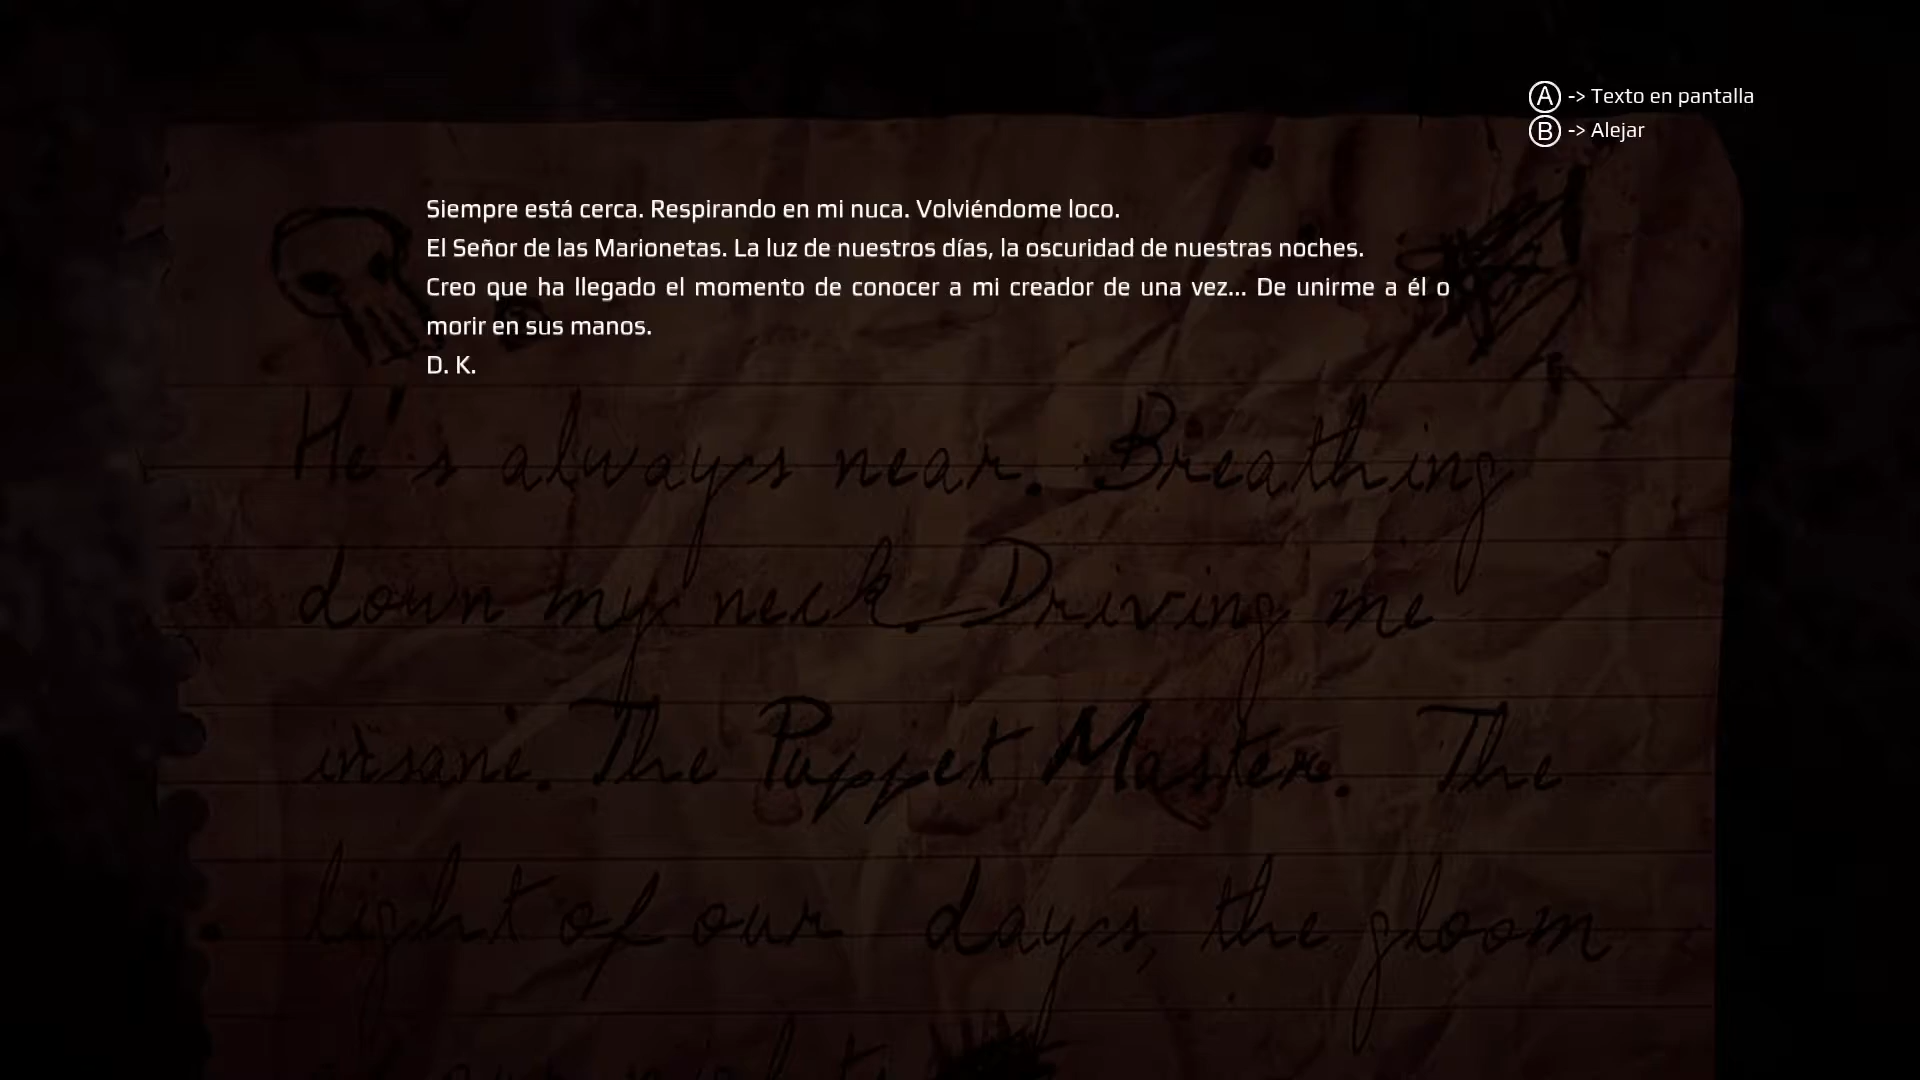 Ⓐ -> Texto en pantalla
Ⓑ -> Alejar
Siempre está cerca. Respirando en mi nuca. Volviéndome loco.
El Señor de las Marionetas. La luz de nuestros días, la oscuridad de nuestras noches.
Creo que ha llegado el momento de conocer a mi creador de una vez... De unirme a él o
morir en sus manos.
D. K.
He's always near. Breathing
down my neck. Driving me
insane. The Puppet Master. The
light of our days, the gloom